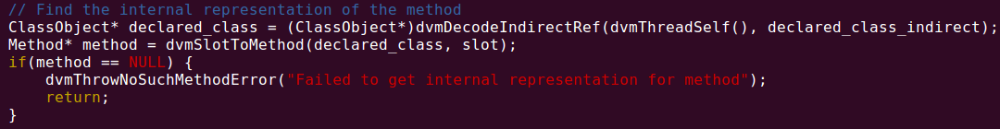 // Find the internal representation of the method
ClassObject* declared_class = (ClassObject*)dvmDecodeIndirectRef(dvmThreadSelf(), declared_class_indirect);
Method* method = dvmSlotToMethod(declared_class, slot);
if(method == NULL) {
    dvmThrowNoSuchMethodError("Failed to get internal representation for method");
    return;
}